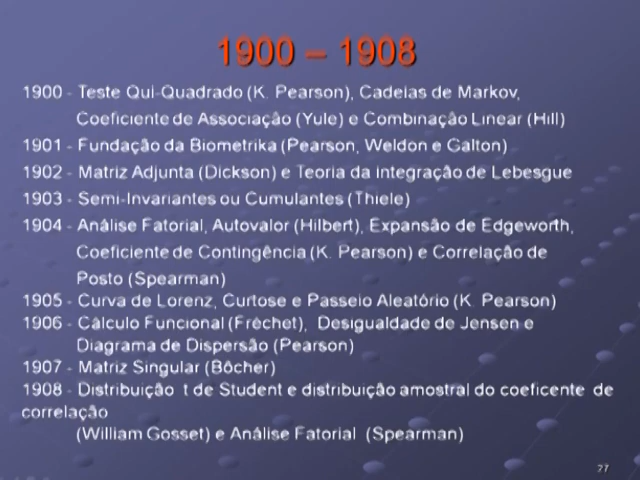 1900 – 1908
1900 - Teste Qui-Quadrado (K. Pearson), Cadeias de Markov,
Coeficiente de Associação (Yule) e Combinação Linear (Hill)
1901 - Fundação da Biometrika (Pearson, Weldon e Galton)
1902 - Matriz Adjunta (Dickson) e Teoria da integração de Lebesgue
1903 - Semi-Invariantes ou Cumulantes (Thiele)
1904 - Análise Fatorial, Autovalor (Hilbert), Expansão de Edgeworth,
Coeficiente de Contingência (K. Pearson) e Correlação de
Posto (Spearman)
1905 - Curva de Lorenz, Curtose e Passeio Aleatório (K. Pearson)
1906 - Cálculo Funcional (Fréchet), Desigualdade de Jensen e
Diagrama de Dispersão (Pearson)
1907 - Matriz Singular (Bôcher)
1908 - Distribuição t de Student e distribuição amostral do coeficente de
correlação
(William Gosset) e Análise Fatorial (Spearman)
27